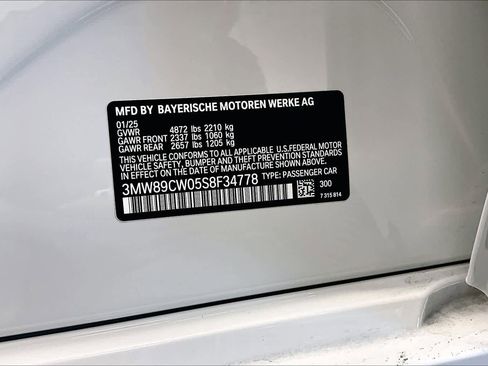 MFD BY BAYERISCHE MOTOREN WERKE AG
01/25
GVWR 4872 lbs 2210 kg
GAWR FRONT 2337 lbs 1060 kg
GAWR REAR 2657 lbs 1205 kg
THIS VEHICLE CONFORMS TO ALL APPLICABLE U.S.FEDERAL MOTOR
VEHICLE SAFETY, BUMPER AND THEFT PREVENTION STANDARDS
IN EFFECT ON THE DATE OF MANUFACTURE SHOWN ABOVE.
3MW89CW05S8F34778 TYPE: PASSENGER CAR
300
7 315 814